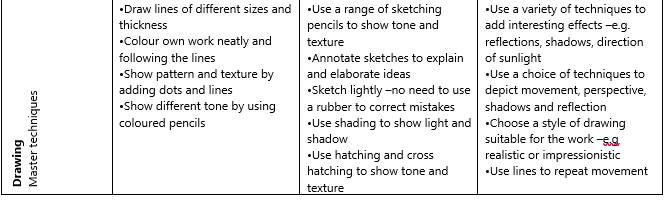 Drawing
Master techniques
•Draw lines of different sizes and
thickness
•Colour own work neatly and
following the lines
•Show pattern and texture by
adding dots and lines
•Show different tone by using
coloured pencils
•Use a range of sketching
pencils to show tone and
texture
•Annotate sketches to explain
and elaborate ideas
•Sketch lightly –no need to use
a rubber to correct mistakes
•Use shading to show light and
shadow
•Use hatching and cross
hatching to show tone and
texture
•Use a variety of techniques to
add interesting effects –e.g.
reflections, shadows, direction
of sunlight
•Use a choice of techniques to
depict movement, perspective,
shadows and reflection
•Choose a style of drawing
suitable for the work –e.g
realistic or impressionistic
•Use lines to repeat movement